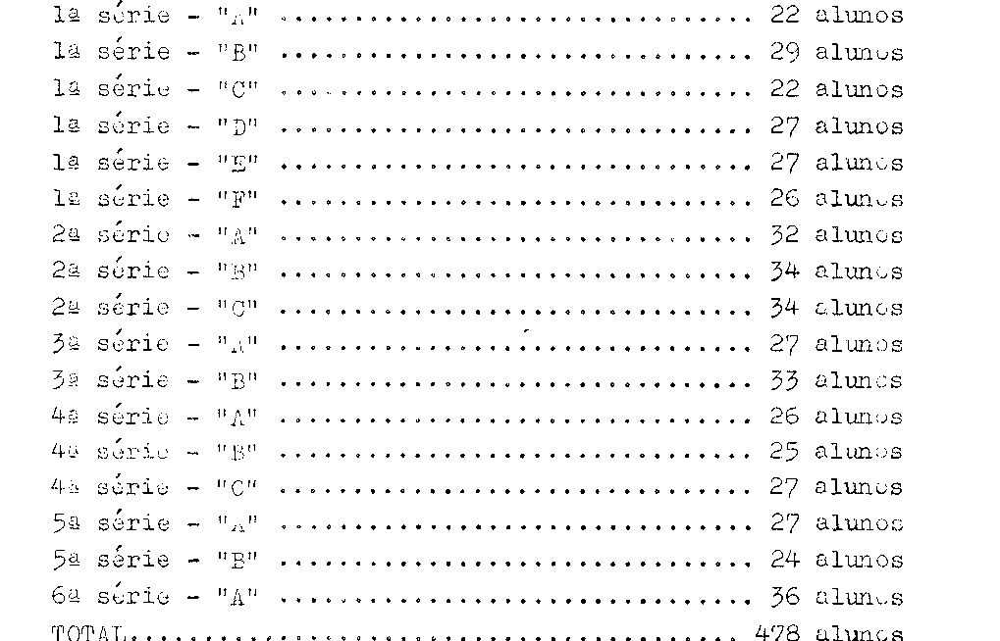 1ª série - "A" ................................ 22 alunos
1ª série - "B" ................................ 29 alunos
1ª série - "C" ................................ 22 alunos
1ª série - "D" ................................ 27 alunos
1ª série - "E" ................................ 27 alunos
1ª série - "F" ................................ 26 alunos
2ª série - "A" ................................ 32 alunos
2ª série - "B" ................................ 34 alunos
2ª série - "C" ................................ 34 alunos
3ª série - "A" ................................ 27 alunos
3ª série - "B" ................................ 33 alunos
4ª série - "A" ................................ 26 alunos
4ª série - "B" ................................ 25 alunos
4ª série - "C" ................................ 27 alunos
5ª série - "A" ................................ 27 alunos
5ª série - "B" ................................ 24 alunos
6ª série - "A" ................................ 36 alunos
TOTAL......................................... 478 alunos